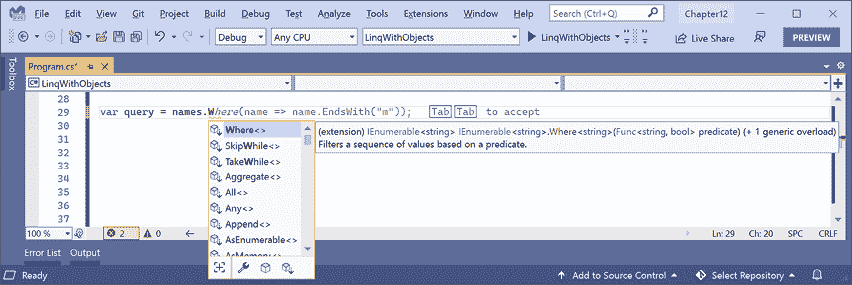 File Edit View Git Project Build Debug Test Analyze Tools Extensions Window Help Search (Ctrl+Q) Chapter12
Debug Any CPU LinqWithObjects LinqWithObjects Live Share PREVIEW
Toolbox
Program.cs*
LinqWithObjects
28
29 var query = names.Where(name => name.EndsWith("m")); Tab Tab to accept
30 Where<> (extension) IEnumerable<string> IEnumerable<string>.Where<string>(Func<string, bool> predicate) (+ 1 generic overload)
31 SkipWhile<> Filters a sequence of values based on a predicate.
32 TakeWhile<>
33 Aggregate<>
34 All<>
35 Any<>
36 Append<>
37 AsEnumerable<>
100 % 2 0 Ln: 29 Ch: 20 SPC CRLF
AsMemory<>
Error List Output
Ready Add to Source Control Select Repository